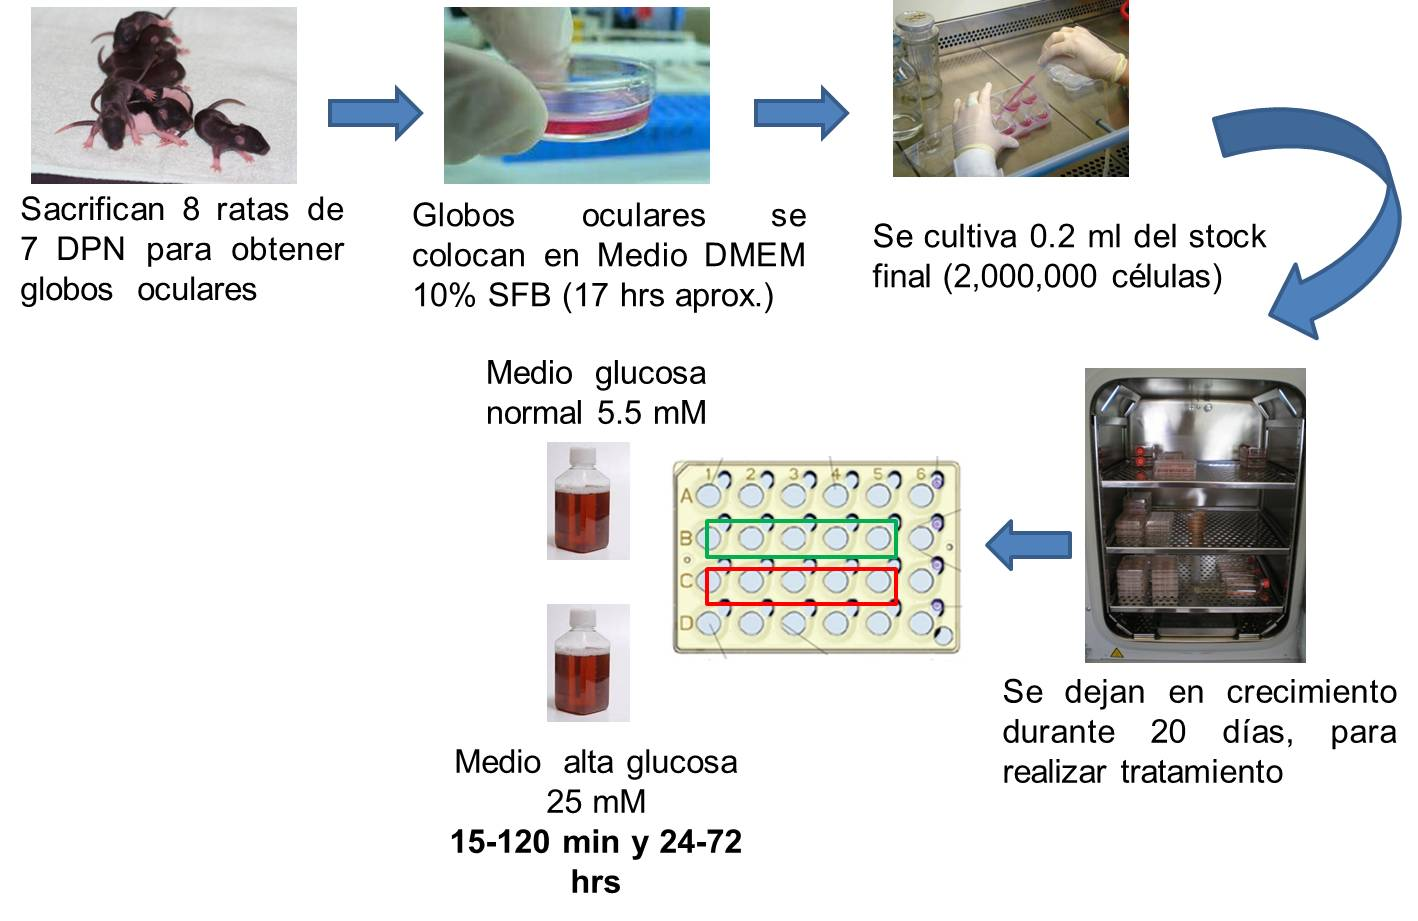 Sacrifican 8 ratas de
7 DPN para obtener
globos oculares
Globos oculares se
colocan en Medio DMEM
10% SFB (17 hrs aprox.)
Se cultiva 0.2 ml del stock
final (2,000,000 células)
Se dejan en crecimiento
durante 20 días, para
realizar tratamiento
Medio glucosa
normal 5.5 mM
1 2 3 4 5 6
A
B
C
D
Medio alta glucosa
25 mM
15-120 min y 24-72
hrs